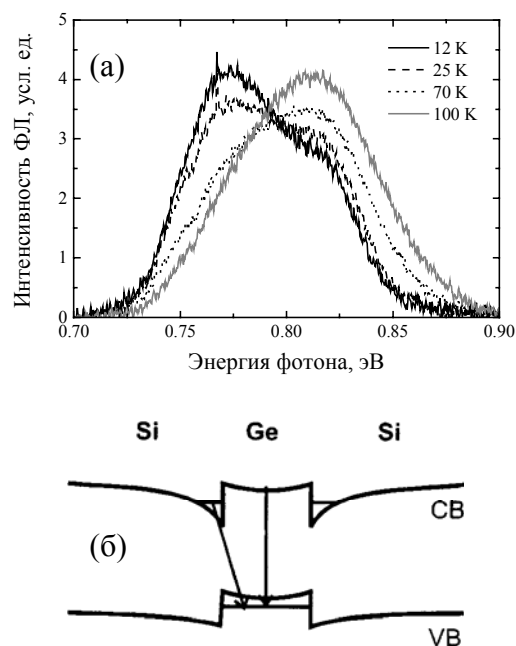 (а)
12 K
25 K
70 K
100 K
Интенсивность ФЛ, усл. ед.
5
4
3
2
1
0
0.70 0.75 0.80 0.85 0.90
Энергия фотона, эВ
Si Ge Si
CB
(б)
VB